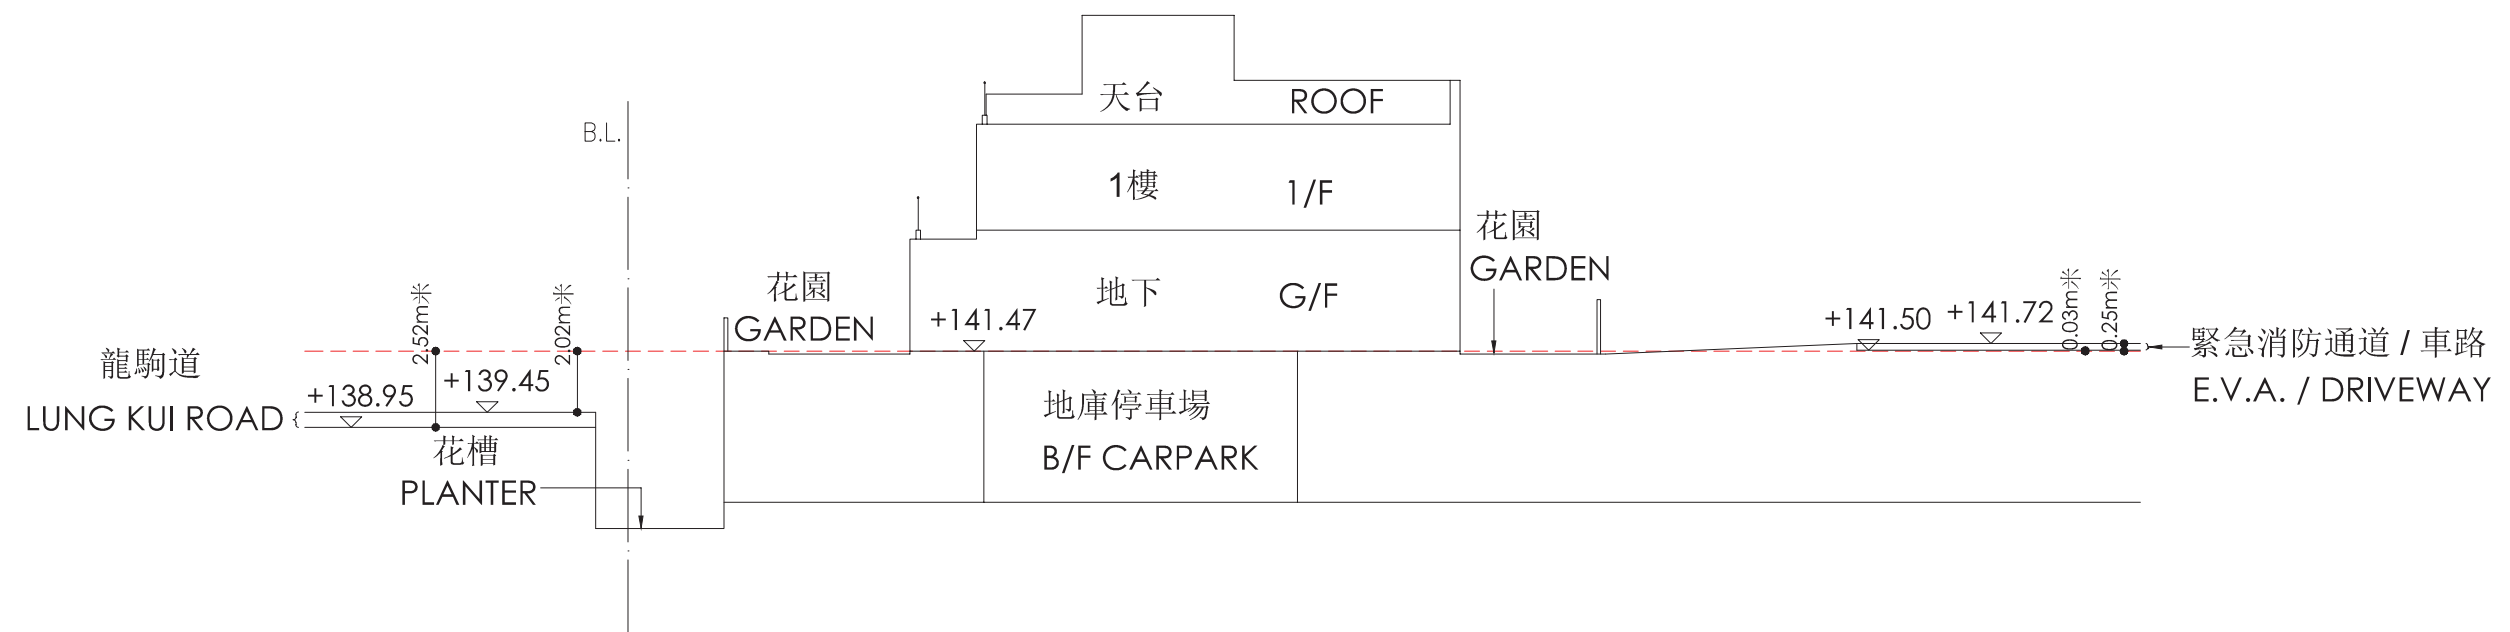 B.L.
天台 ROOF
1樓 1/F
地下 G/F
花園
GARDEN
花園
GARDEN
+141.47
2.52m米
2.02m米
+141.50
+141.72
0.03m米
0.25m米
龍駒道
LUNG KUI ROAD
+138.95
+139.45
緊急消防通道/車路
E.V.A./ DRIVEWAY
地庫停車場
B/F CARPARK
花槽
PLANTER